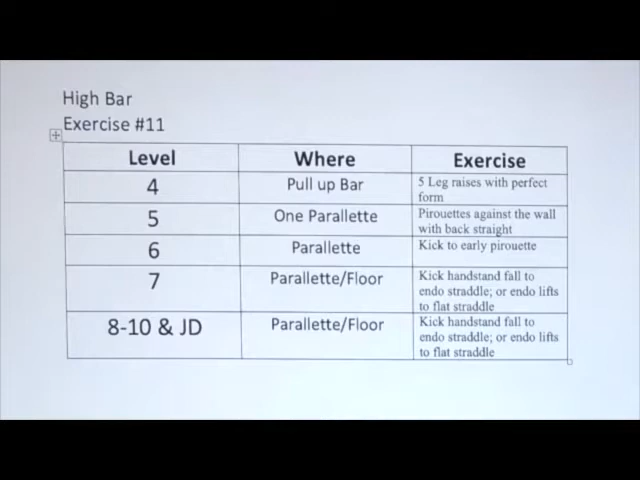 High Bar
Exercise #11
Level Where Exercise
4 Pull up Bar 5 Leg raises with perfect
form
5 One Parallette Pirouettes against the wall
with back straight
6 Parallette Kick to early pirouette
7 Parallette/Floor Kick handstand fall to
endo straddle; or endo lifts
to flat straddle
8-10 & JD Parallette/Floor Kick handstand fall to
endo straddle; or endo lifts
to flat straddle